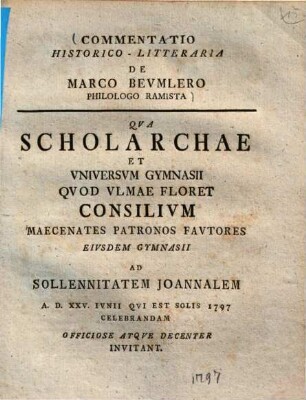 (COMMENTATIO
HISTORICO-LITTERARIA
DE
MARCO BEVMLERO
PHILOLOGO RAMISTA)
QVA
SCHOLARCHAE
ET
VNIVERSVM GYMNASII
QVOD VLMAE FLORET
CONSILIVM
MAECENATES PATRONOS FAVTORES
EIVSDEM GYMNASII
AD
SOLLENNITATEM JOANNALEM
A. D. XXV. IVNII QVI EST SOLIS 1797
CELEBRANDAM
OFFICIOSE ATQVE DECENTER
INVITANT.
1797